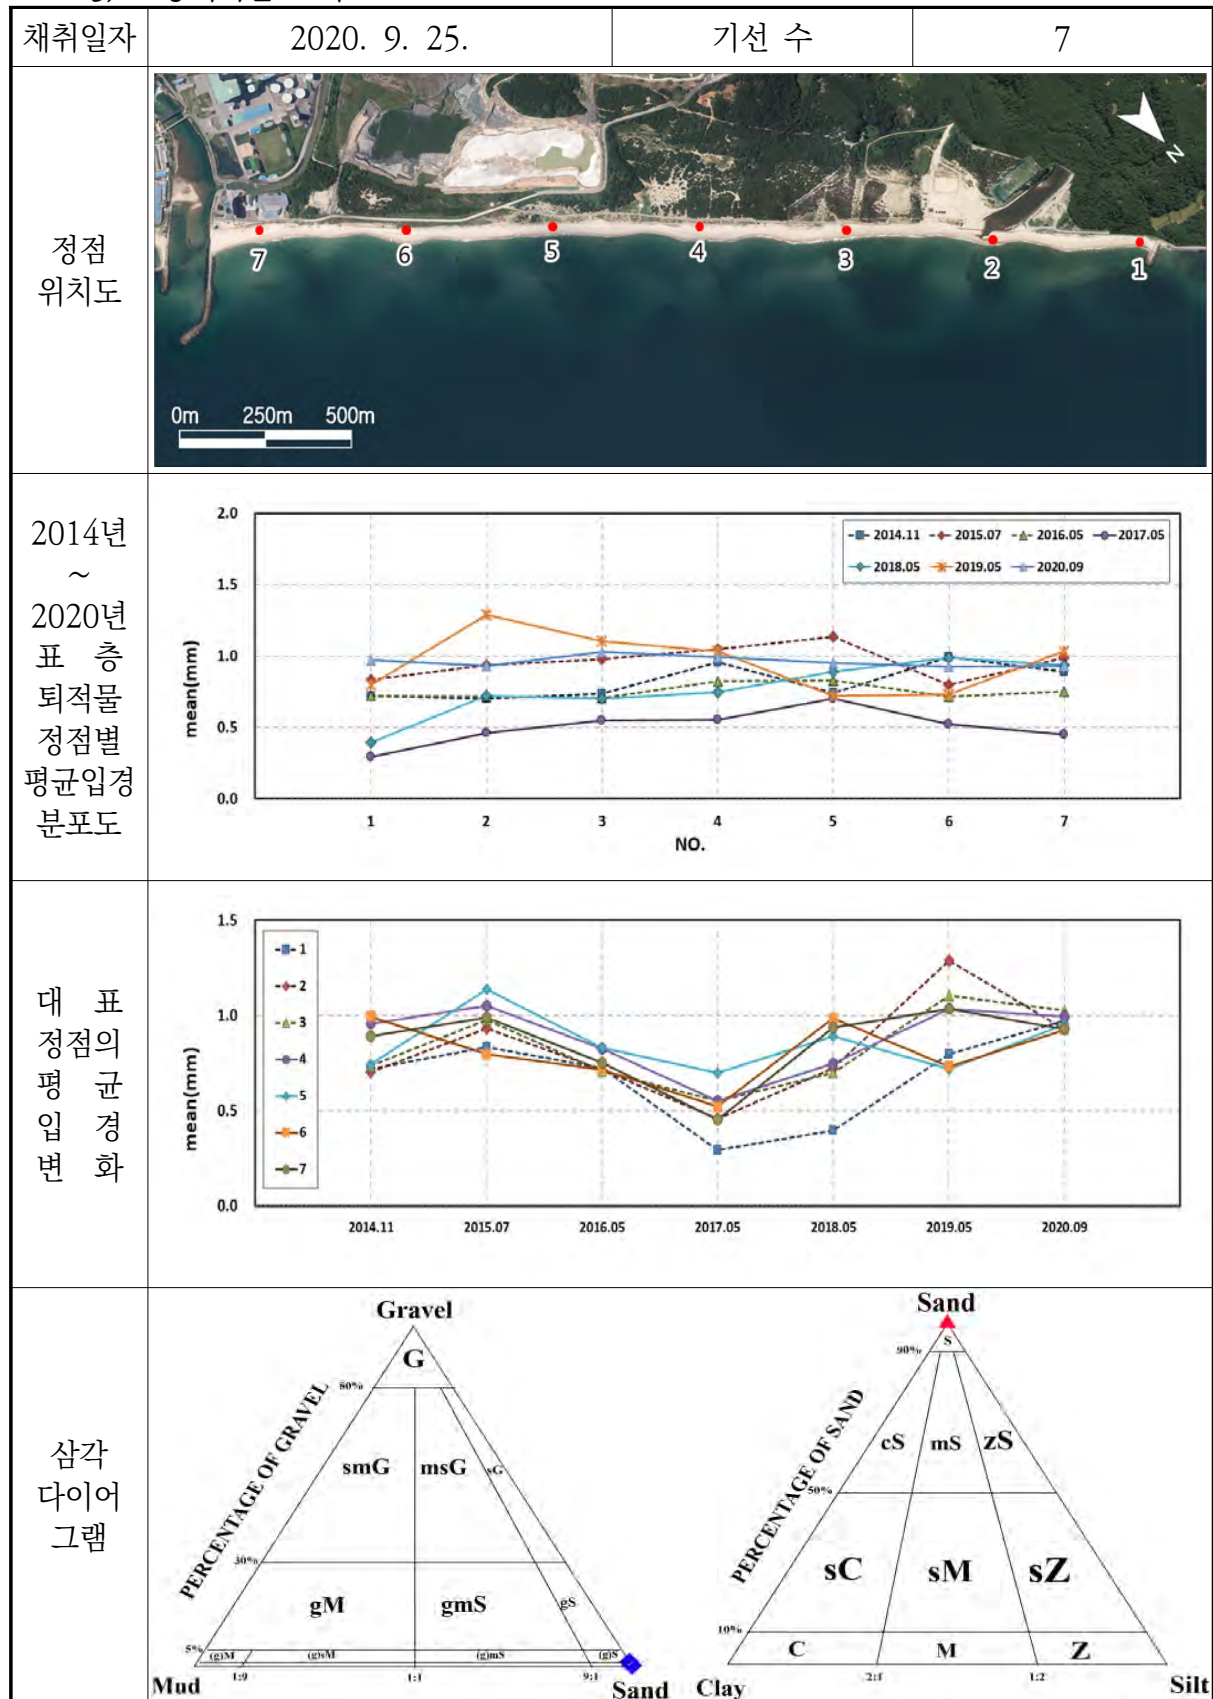 채취일자
2020. 9. 25.
기선 수
7
정점
위치도
N
7
6
5
4
3
2
1
0m 250m 500m
2014년
~
2020년
표 층
퇴적물
정점별
평균입경
분포도
2.0
1.5
1.0
0.5
0.0
mean(mm)
2014.11 2015.07 2016.05 2017.05
2018.05 2019.05 2020.09
1 2 3 4 5 6 7
NO.
대 표
정점의
평 균
입 경
변 화
1.5
1.0
0.5
0.0
mean(mm)
1
2
3
4
5
6
7
2014.11 2015.07 2016.05 2017.05 2018.05 2019.05 2020.09
삼각
다이어
그램
Gravel
G
80%
PERCENTAGE OF GRAVEL
smG msG sG
30%
gM gmS gS
5%
(g)M (g)sM (g)mS (g)S
1:9 1:1 9:1
Mud Sand
Sand
S
90%
PERCENTAGE OF SAND
cS mS zS
50%
sC sM sZ
10%
C M Z
2:1 1:2
Clay Silt